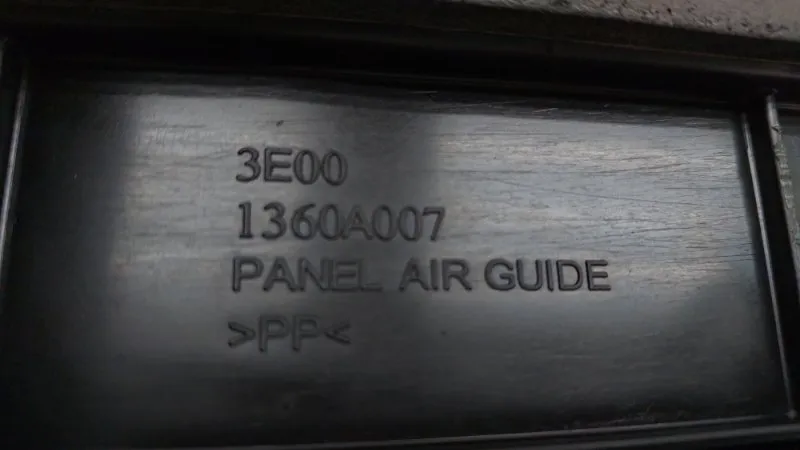 3E00
1360A007
PANEL AIR GUIDE
>PP<